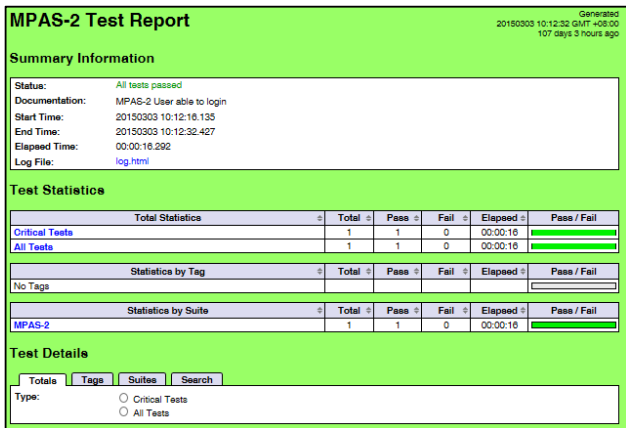 MPAS-2 Test Report
Generated
20150303 10:12:32 GMT +08:00
107 days 3 hours ago
Summary Information
Status: All tests passed
Documentation: MPAS-2 User able to login
Start Time: 20150303 10:12:16.135
End Time: 20150303 10:12:32.427
Elapsed Time: 00:00:16.292
Log File: log.html
Test Statistics
Total Statistics Total Pass Fail Elapsed Pass / Fail
Critical Tests 1 1 0 00:00:16
All Tests 1 1 0 00:00:16
Statistics by Tag Total Pass Fail Elapsed Pass / Fail
No Tags
Statistics by Suite Total Pass Fail Elapsed Pass / Fail
MPAS-2 1 1 0 00:00:16
Test Details
Totals Tags Suites Search
Type: Critical Tests
All Tests